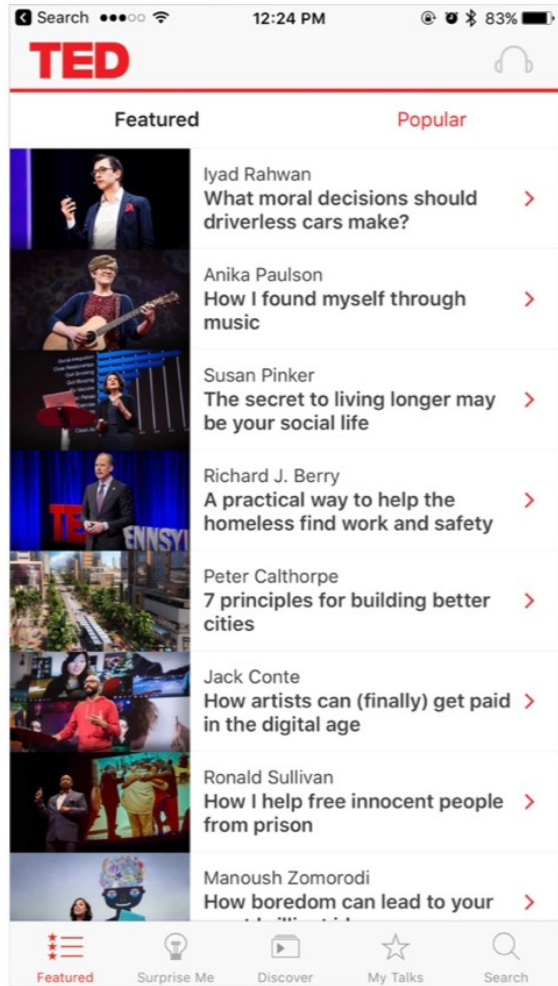 Search 12:24 PM 83%
TED
Featured Popular
Iyad Rahwan
What moral decisions should
driverless cars make?
Anika Paulson
How I found myself through
music
Susan Pinker
The secret to living longer may
be your social life
Richard J. Berry
A practical way to help the
homeless find work and safety
Peter Calthorpe
7 principles for building better
cities
Jack Conte
How artists can (finally) get paid
in the digital age
Ronald Sullivan
How I help free innocent people
from prison
Manoush Zomorodi
How boredom can lead to your
Featured Surprise Me Discover My Talks Search